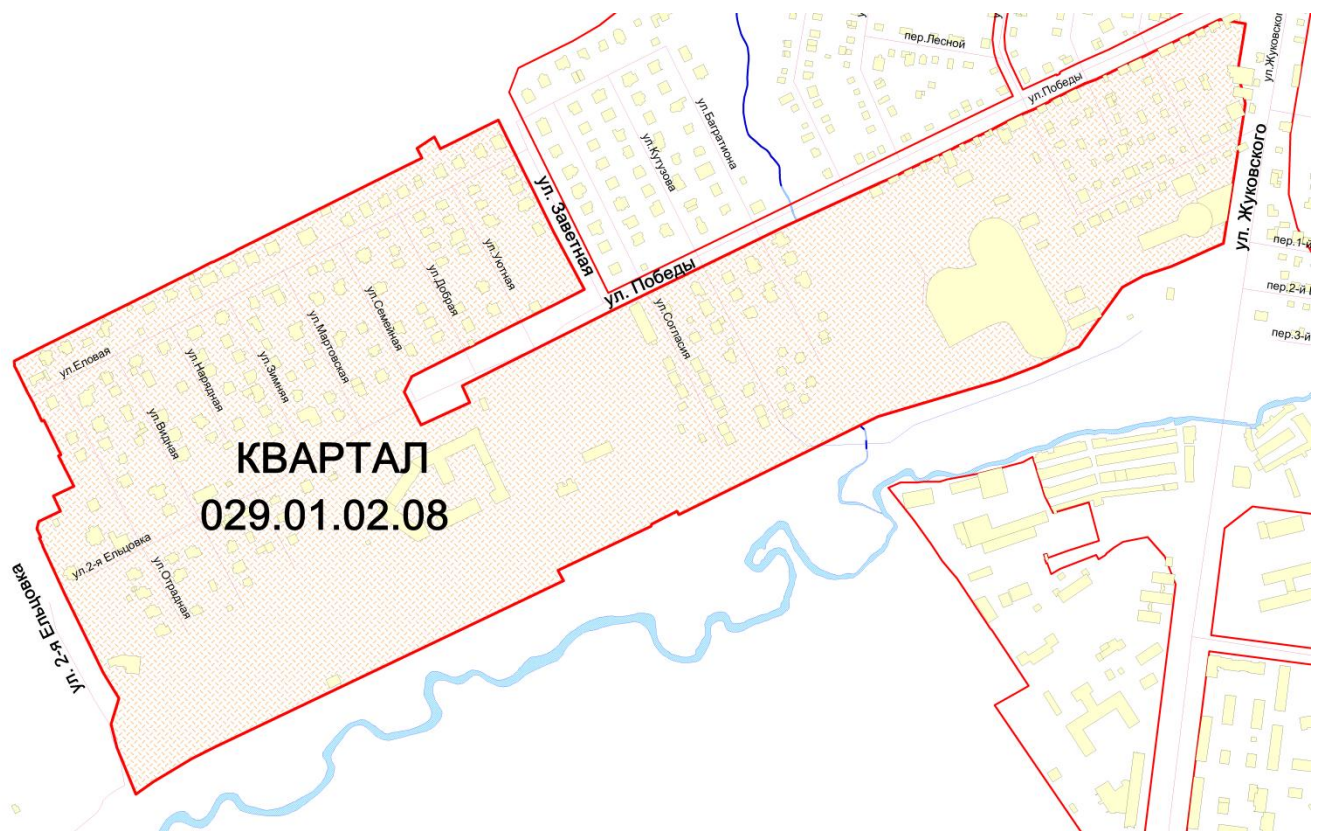 пер.Лесной
ул.Жуковского
ул.Победы
ул.Багратиона
ул.Кутузова
ул. Заветная
ул. Жуковского
ул. Победы
пер.1-й
пер.2-й
пер.3-й
ул.Уютная
ул.Добрая
ул.Семейная
ул.Мартовская
ул.Согласия
ул.Еловая
ул.Нарядная
ул.Зимняя
ул.Видная
КВАРТАЛ
029.01.02.08
ул.2-я Ельцовка
ул.Отрадная
ул. 2-я Ельцовка